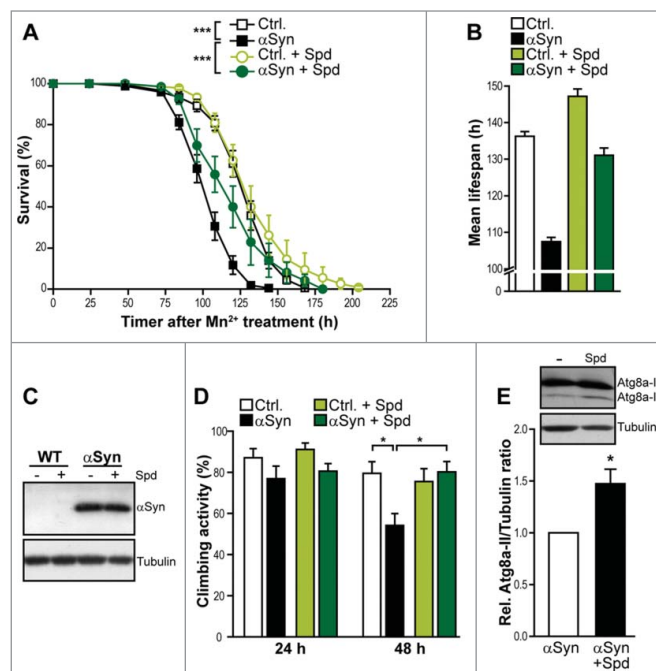 A
*** Ctrl.
αSyn
*** Ctrl. + Spd
αSyn + Spd
Survival (%)
100
80
60
40
20
0
0 25 50 75 100 125 150 175 200 225
Timer after Mn²⁺ treatment (h)
B
Ctrl.
αSyn
Ctrl. + Spd
αSyn + Spd
Mean lifespan (h)
150
140
130
110
100
0
C
WT αSyn
- + - + Spd
αSyn
Tubulin
D
Ctrl. Ctrl. + Spd
αSyn αSyn + Spd
Climbing activity (%)
100
80
60
40
20
0
* *
24 h 48 h
E
- Spd
Atg8a-I
Atg8a-I
Tubulin
Rel. Atg8a-II/Tubulin ratio
2.0
1.5
1.0
0.5
0.0
*
αSyn αSyn
+Spd